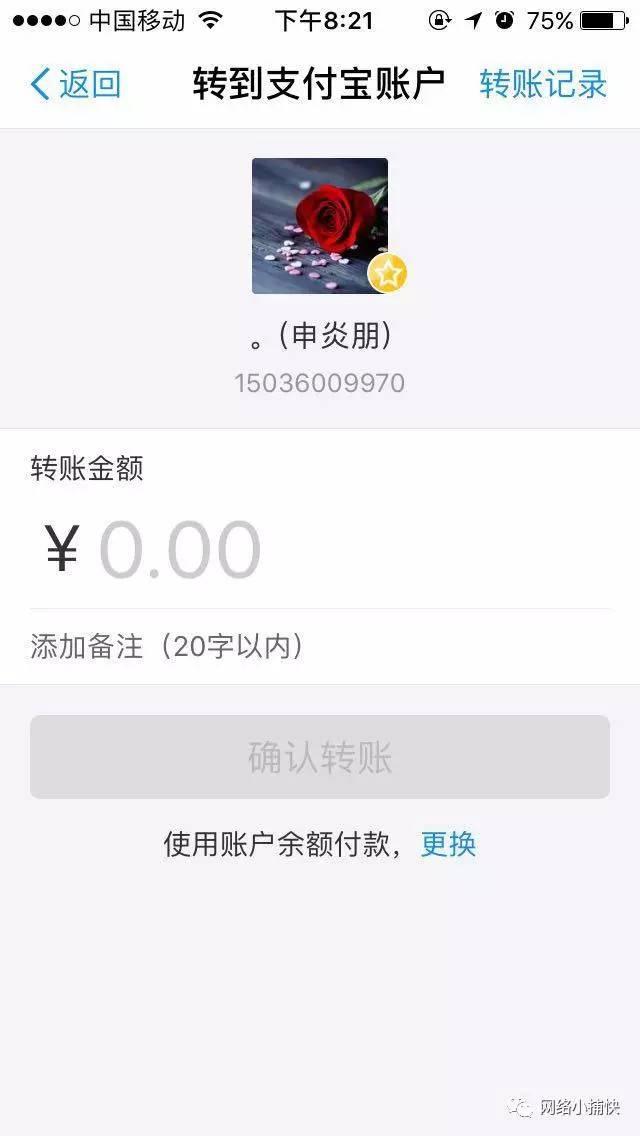 中国移动 下午8:21 75%
返回 转到支付宝账户 转账记录
。(申炎朋)
15036009970
转账金额
¥ 0.00
添加备注（20字以内）
确认转账
使用账户余额付款，更换
网络小捕快